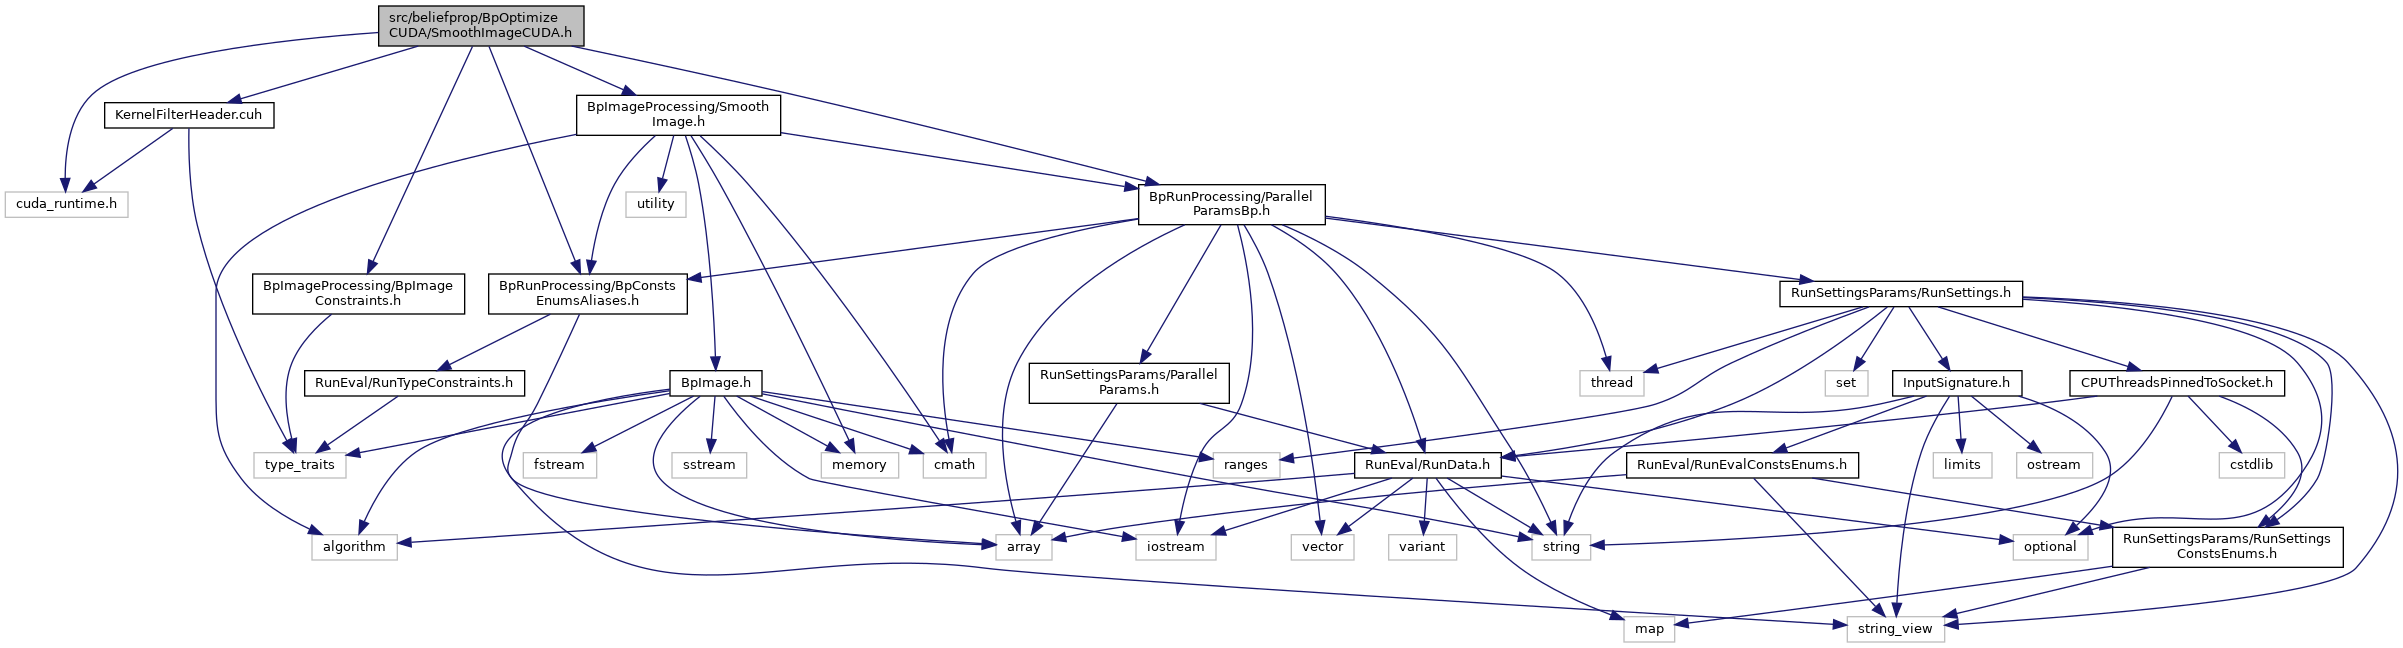 src/beliefprop/BpOptimize
CUDA/SmoothImageCUDA.h
KernelFilterHeader.cuh
BpImageProcessing/Smooth
Image.h
cuda_runtime.h
utility
BpRunProcessing/Parallel
ParamsBp.h
BpImageProcessing/BpImage
Constraints.h
BpRunProcessing/BpConsts
EnumsAliases.h
RunSettingsParams/RunSettings.h
RunEval/RunTypeConstraints.h
BpImage.h
RunSettingsParams/Parallel
Params.h
thread
set
InputSignature.h
CPUThreadsPinnedToSocket.h
type_traits
fstream
sstream
memory
cmath
ranges
RunEval/RunData.h
RunEval/RunEvalConstsEnums.h
limits
ostream
cstdlib
algorithm
array
iostream
vector
variant
string
optional
RunSettingsParams/RunSettings
ConstsEnums.h
map
string_view